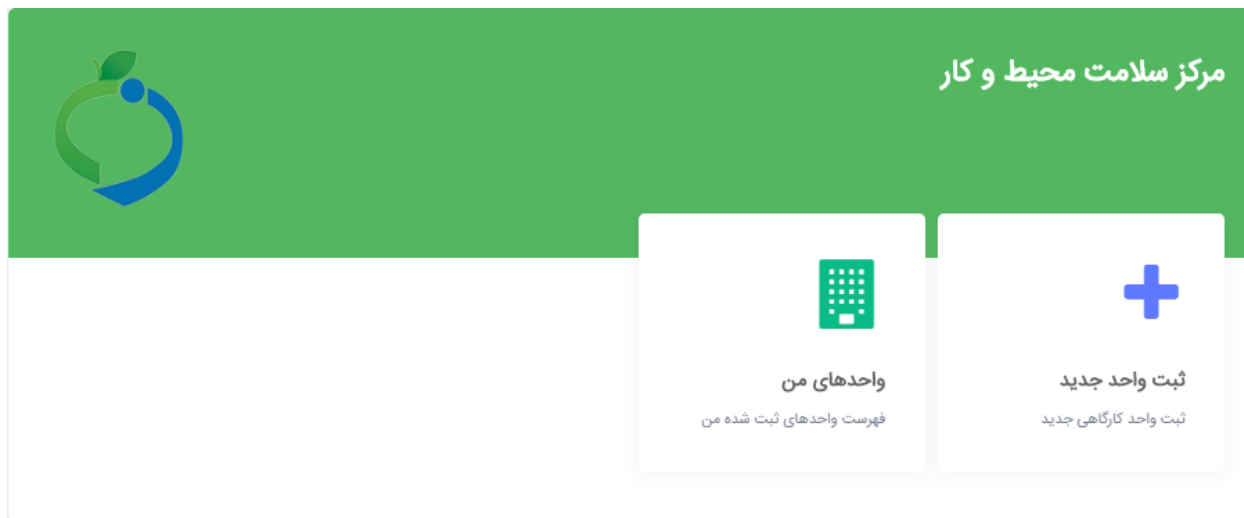 مرکز سلامت محیط و کار
ثبت واحد جدید
ثبت واحد کارگاهی جدید
واحدهای من
فهرست واحدهای ثبت شده من